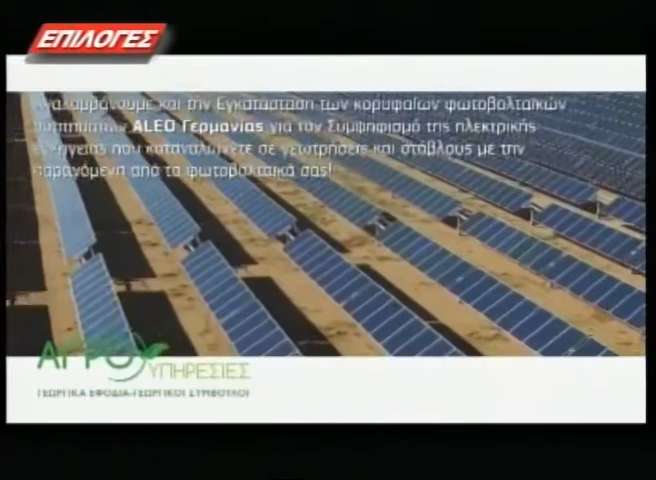 ΕΠΙΛΟΓΕΣ
Αναλαμβάνουμε και την Εγκατάσταση των κορυφαίων φωτοβολταϊκών
συστημάτων ALEO Γερμανίας για τον Συμψηφισμό της ηλεκτρικής
ενέργειας που καταναλώνετε σε γεωτρήσεις και στάβλους με την
παραγόμενη από τα φωτοβολταϊκά σας!
ΑΓΡΟ
ΥΠΗΡΕΣΙΕΣ
ΓΕΩΡΓΙΚΑ ΕΦΟΔΙΑ-ΓΕΩΡΓΙΚΟΙ ΣΥΜΒΟΥΛΟΙ